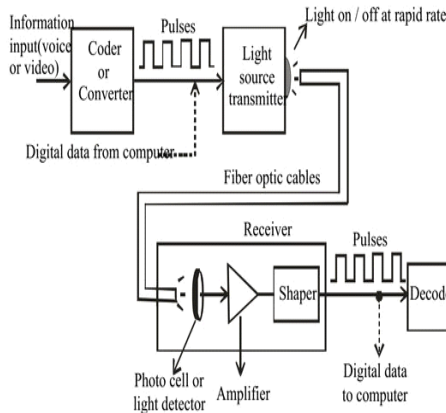 Information
input(voice
or video)
Coder
or
Converter
Pulses
Light
source
transmitter
Light on / off at rapid rate
Digital data from computer
Fiber optic cables
Receiver
Pulses
Shaper
Decod
Photo cell or
light detector
Amplifier
Digital data
to computer